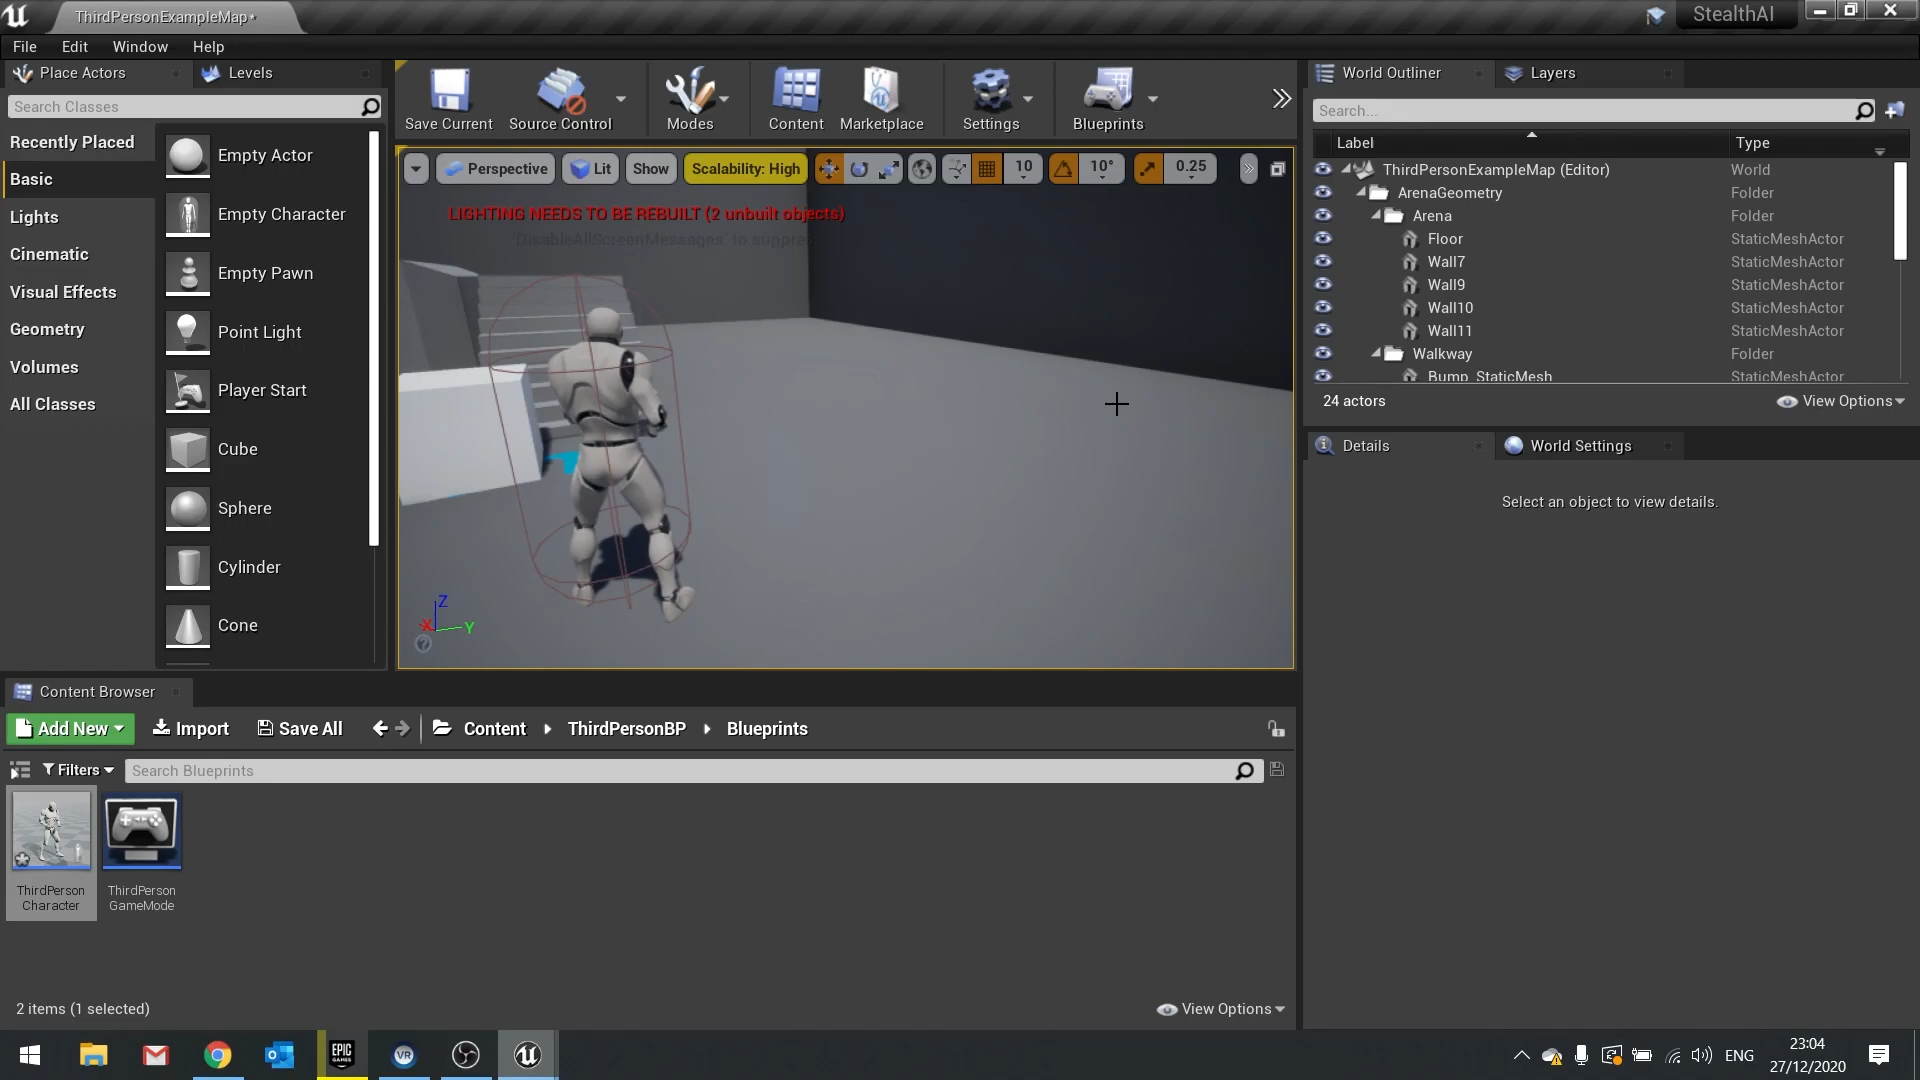 ThirdPersonExampleMap*
StealthAI
File
Edit
Window
Help
Place Actors
Levels
Search Classes
Recently Placed
Basic
Lights
Cinematic
Visual Effects
Geometry
Volumes
All Classes
Empty Actor
Empty Character
Empty Pawn
Point Light
Player Start
Cube
Sphere
Cylinder
Cone
Save Current
Source Control
Modes
Content
Marketplace
Settings
Blueprints
Perspective
Lit
Show
Scalability: High
10
10°
0.25
LIGHTING NEEDS TO BE REBUILT (2 unbuilt objects)
'DisableAllScreenMessages' to suppress
Z
X
Y
World Outliner
Layers
Search...
Label
Type
ThirdPersonExampleMap (Editor)
World
ArenaGeometry
Folder
Arena
Folder
Floor
StaticMeshActor
Wall7
StaticMeshActor
Wall9
StaticMeshActor
Wall10
StaticMeshActor
Wall11
StaticMeshActor
Walkway
Folder
Bump_StaticMesh
StaticMeshActor
24 actors
View Options
Details
World Settings
Select an object to view details.
Content Browser
Add New
Import
Save All
Content
ThirdPersonBP
Blueprints
Filters
Search Blueprints
ThirdPerson
Character
ThirdPerson
GameMode
2 items (1 selected)
View Options
EPIC
GAMES
VR
ENG
23:04
27/12/2020